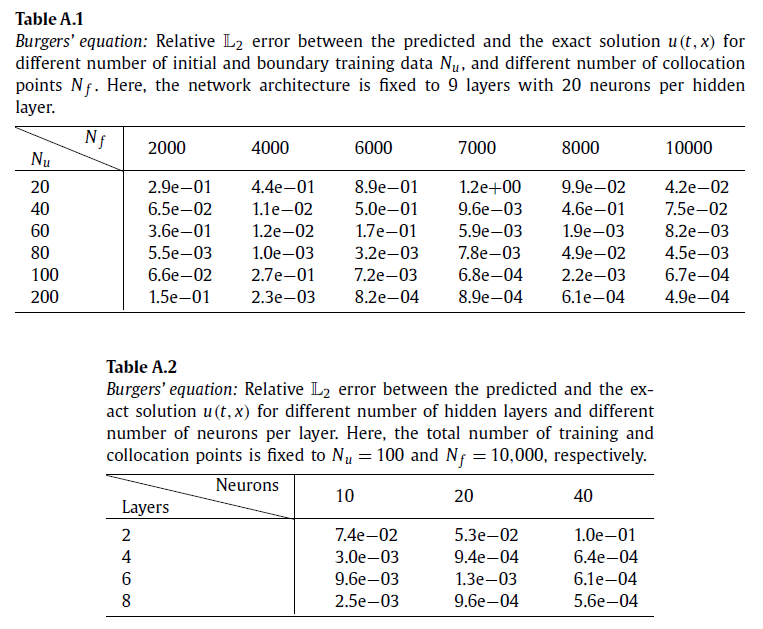 Table A.1
Burgers' equation: Relative 𝕃₂ error between the predicted and the exact solution u(t, x) for
different number of initial and boundary training data Nᵤ, and different number of collocation
points N_f. Here, the network architecture is fixed to 9 layers with 20 neurons per hidden
layer.
N_f 2000 4000 6000 7000 8000 10000
Nᵤ
20 2.9e−01 4.4e−01 8.9e−01 1.2e+00 9.9e−02 4.2e−02
40 6.5e−02 1.1e−02 5.0e−01 9.6e−03 4.6e−01 7.5e−02
60 3.6e−01 1.2e−02 1.7e−01 5.9e−03 1.9e−03 8.2e−03
80 5.5e−03 1.0e−03 3.2e−03 7.8e−03 4.9e−02 4.5e−03
100 6.6e−02 2.7e−01 7.2e−03 6.8e−04 2.2e−03 6.7e−04
200 1.5e−01 2.3e−03 8.2e−04 8.9e−04 6.1e−04 4.9e−04
Table A.2
Burgers' equation: Relative 𝕃₂ error between the predicted and the ex-
act solution u(t, x) for different number of hidden layers and different
number of neurons per layer. Here, the total number of training and
collocation points is fixed to Nᵤ = 100 and N_f = 10,000, respectively.
Neurons 10 20 40
Layers
2 7.4e−02 5.3e−02 1.0e−01
4 3.0e−03 9.4e−04 6.4e−04
6 9.6e−03 1.3e−03 6.1e−04
8 2.5e−03 9.6e−04 5.6e−04